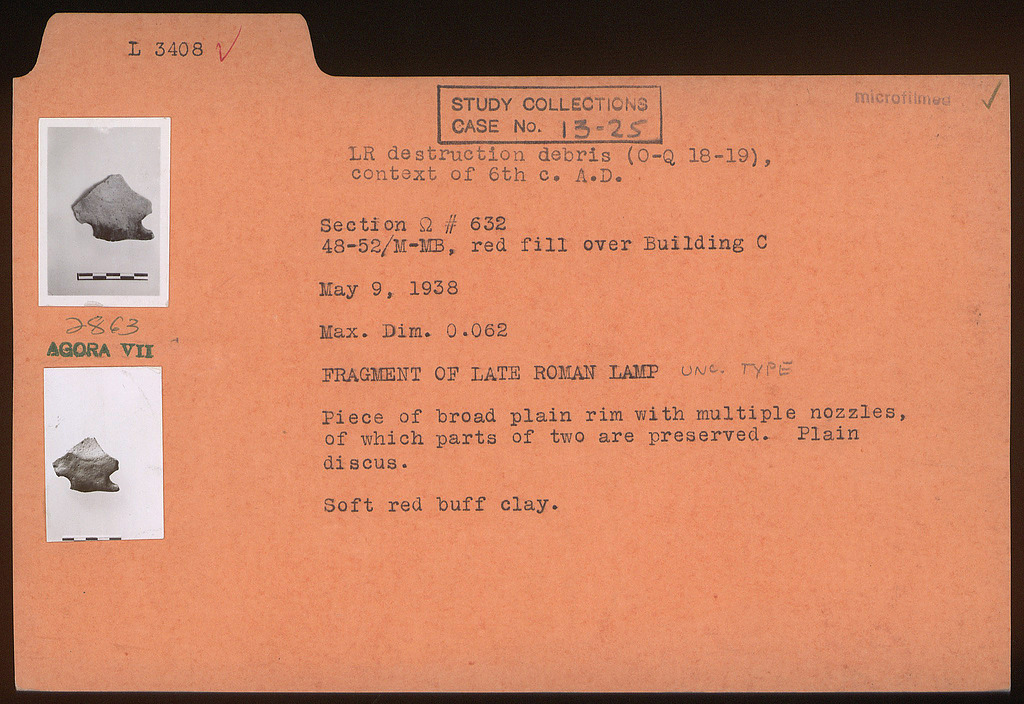 L 3408 ✓
microfilmed ✓
STUDY COLLECTIONS
CASE No. 13-25
LR destruction debris (O-Q 18-19),
context of 6th c. A.D.
Section Ω # 632
48-52/M-MB, red fill over Building C
May 9, 1938
Max. Dim. 0.062
2863
AGORA VII
FRAGMENT OF LATE ROMAN LAMP UNC. TYPE
Piece of broad plain rim with multiple nozzles,
of which parts of two are preserved. Plain
discus.
Soft red buff clay.